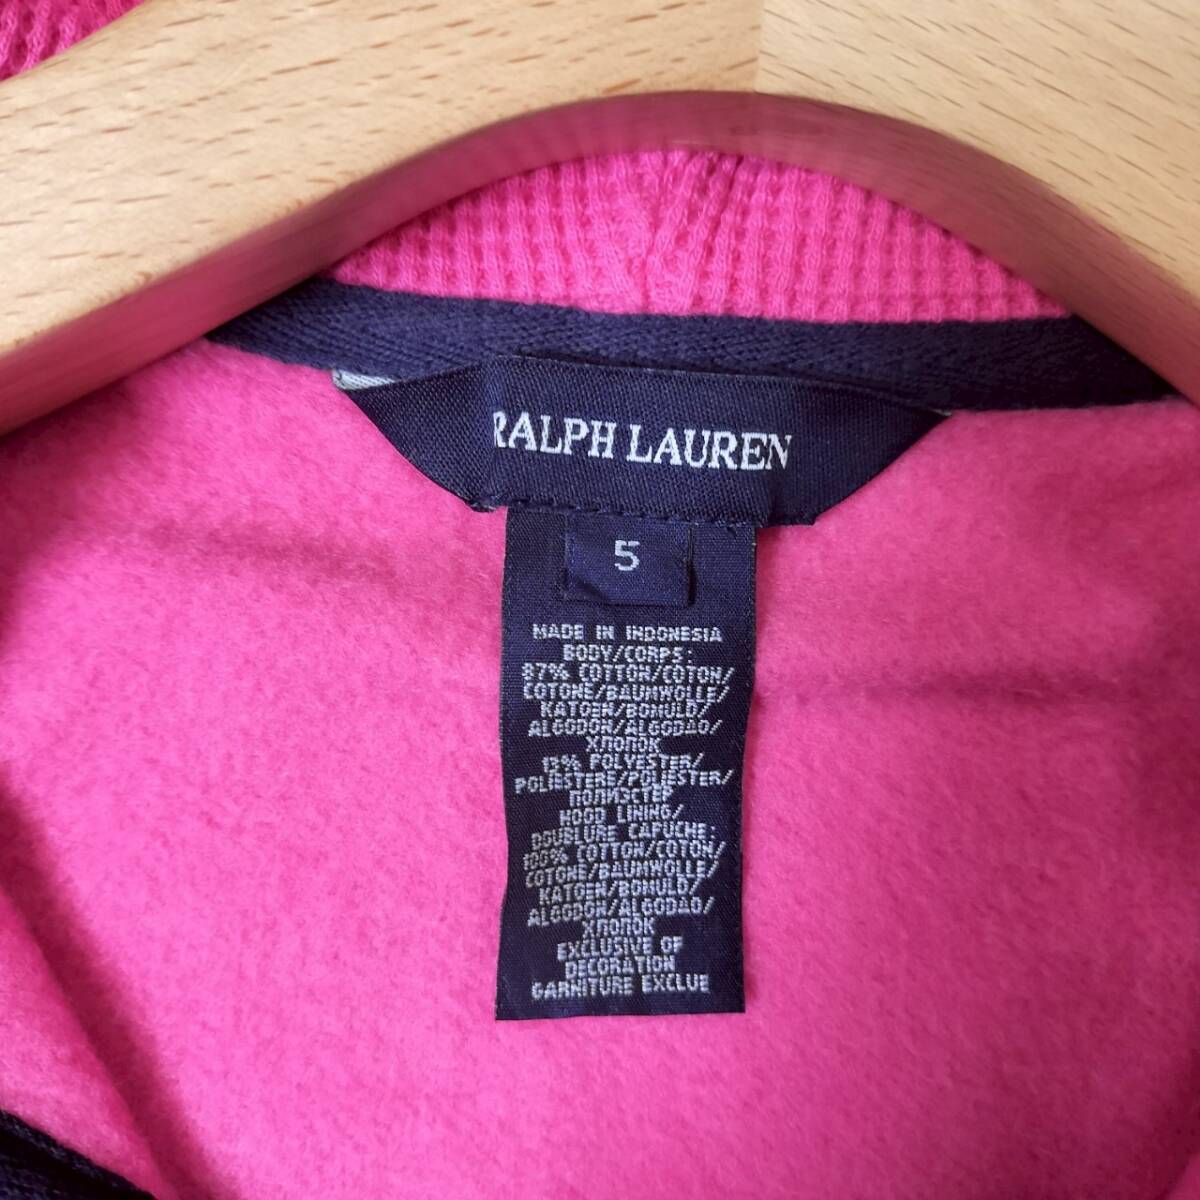 RALPH LAUREN
5
MADE IN INDONESIA
BODY/CORPS:
87% COTTON/COTON/
COTONE/BAUMWOLLE/
KATOEN/BOMULD/
ALGODON/ALGODAO/
ХЛОПОК
13% POLYESTER/
POLIESTERE/POLIESTER/
ПОЛИЭСТЕР
HOOD LINING/
DOUBLURE CAPUCHE:
100% COTTON/COTON/
COTONE/BAUMWOLLE/
KATOEN/BOMULD/
ALGODON/ALGODAO/
ХЛОПОК
EXCLUSIVE OF
DECORATION
GARNITURE EXCLUE